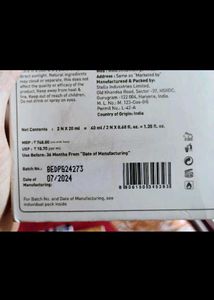 direct sunlight. Natural ingredients
may cloud or separate, this does not
affect the quality or efficacy of the
product. Keep away from heat &
fire. Keep out of reach of children.
Do not drink or spray on eyes.
Address : Same as "Marketed by"
Manufactured & Packed by:
Stelis Industries Limited,
Old Khandsa Road, Sector - 37, HSIIDC,
Gurugram - 122 004, Haryana, India
M. L. No.: M. 123-Cos-(H)
Permit No.: L-42-A
Country of Origin: India
Net Contents : 2 N X 20 ml = 40 ml / 2 N X 0.68 fl. oz = 1.35 fl. oz.
MRP : ₹ 748.00
USP : ₹ 18.70 per ml
Use Before: 36 Months From "Date of Manufacturing"
Batch No.: BEDPG24273
Date of
Manufacturing: 07/2024
For Batch No. and Date of Manufacturing, see
individual pack inside